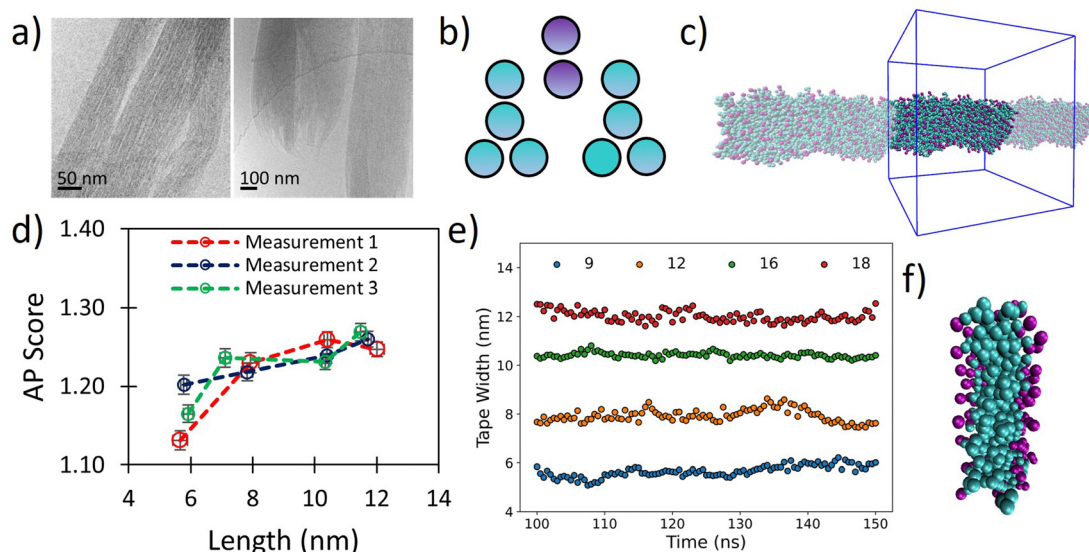 a)
50 nm
100 nm
b)
c)
d)
1.40
1.30
1.20
1.10
AP Score
Measurement 1
Measurement 2
Measurement 3
4 6 8 10 12 14
Length (nm)
e)
9 12 16 18
14
12
10
8
6
4
Tape Width (nm)
100 110 120 130 140 150
Time (ns)
f)